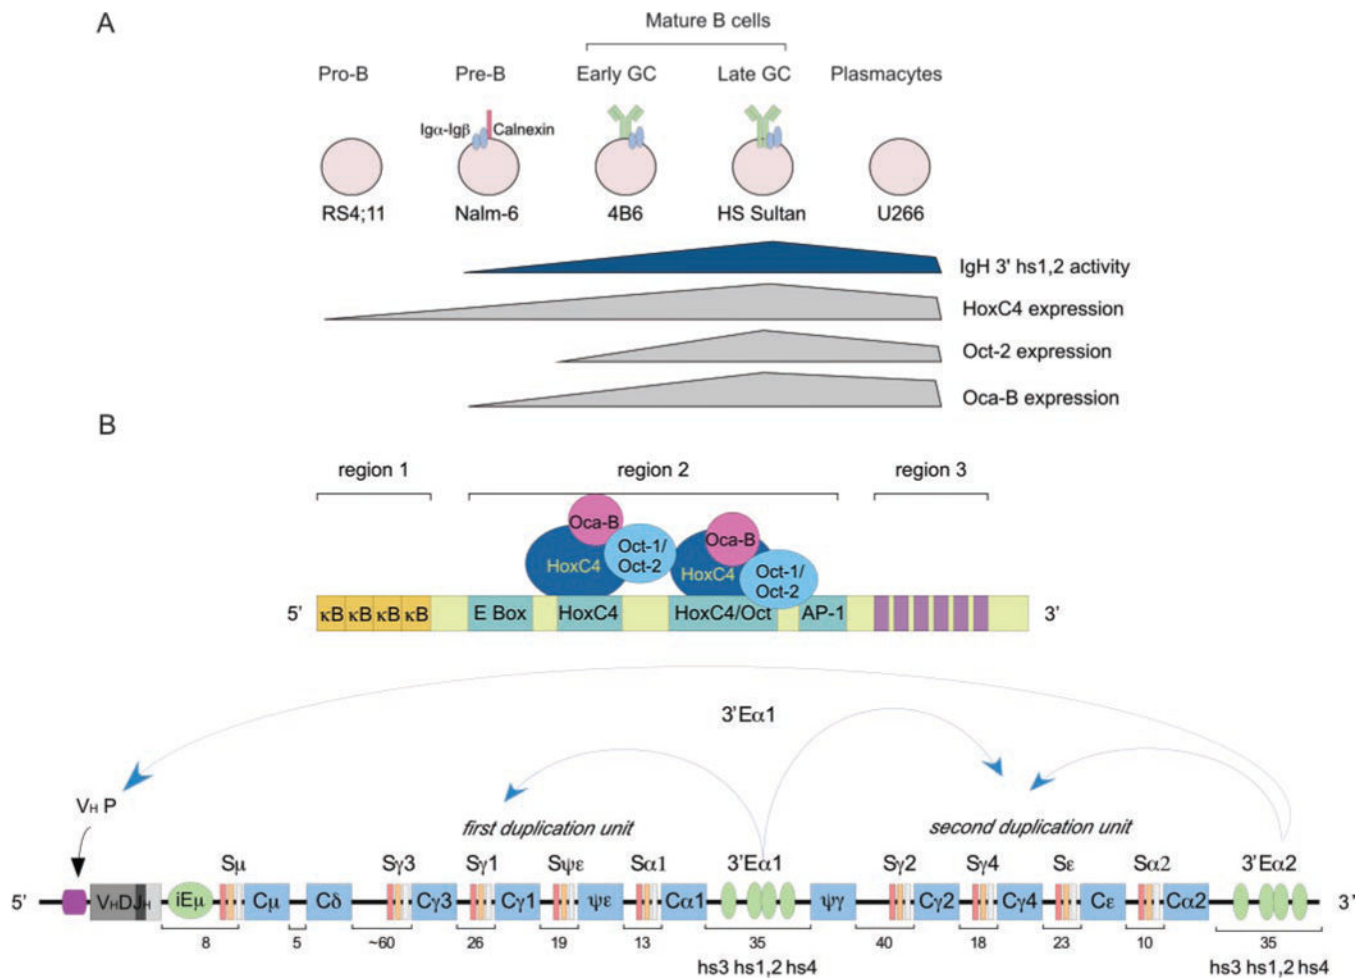 A
Mature B cells
Pro-B Pre-B Early GC Late GC Plasmacytes
Igα-Igβ Calnexin
RS4;11 Nalm-6 4B6 HS Sultan U266
IgH 3' hs1,2 activity
HoxC4 expression
Oct-2 expression
Oca-B expression
B
region 1 region 2 region 3
Oca-B Oca-B
HoxC4 Oct-1/Oct-2 HoxC4 Oct-1/Oct-2
5' κB κB κB κB E Box HoxC4 HoxC4/Oct AP-1 3'
3'Eα1
VH P
first duplication unit second duplication unit
Sμ Sγ3 Sγ1 Sψε Sα1 3'Eα1 Sγ2 Sγ4 Sε Sα2 3'Eα2
5' VHDJH iEμ Cμ Cδ Cγ3 Cγ1 ψε Cα1 ψγ Cγ2 Cγ4 Cε Cα2 3'
8 5 ~60 26 19 13 35 40 18 23 10 35
hs3 hs1,2 hs4 hs3 hs1,2 hs4